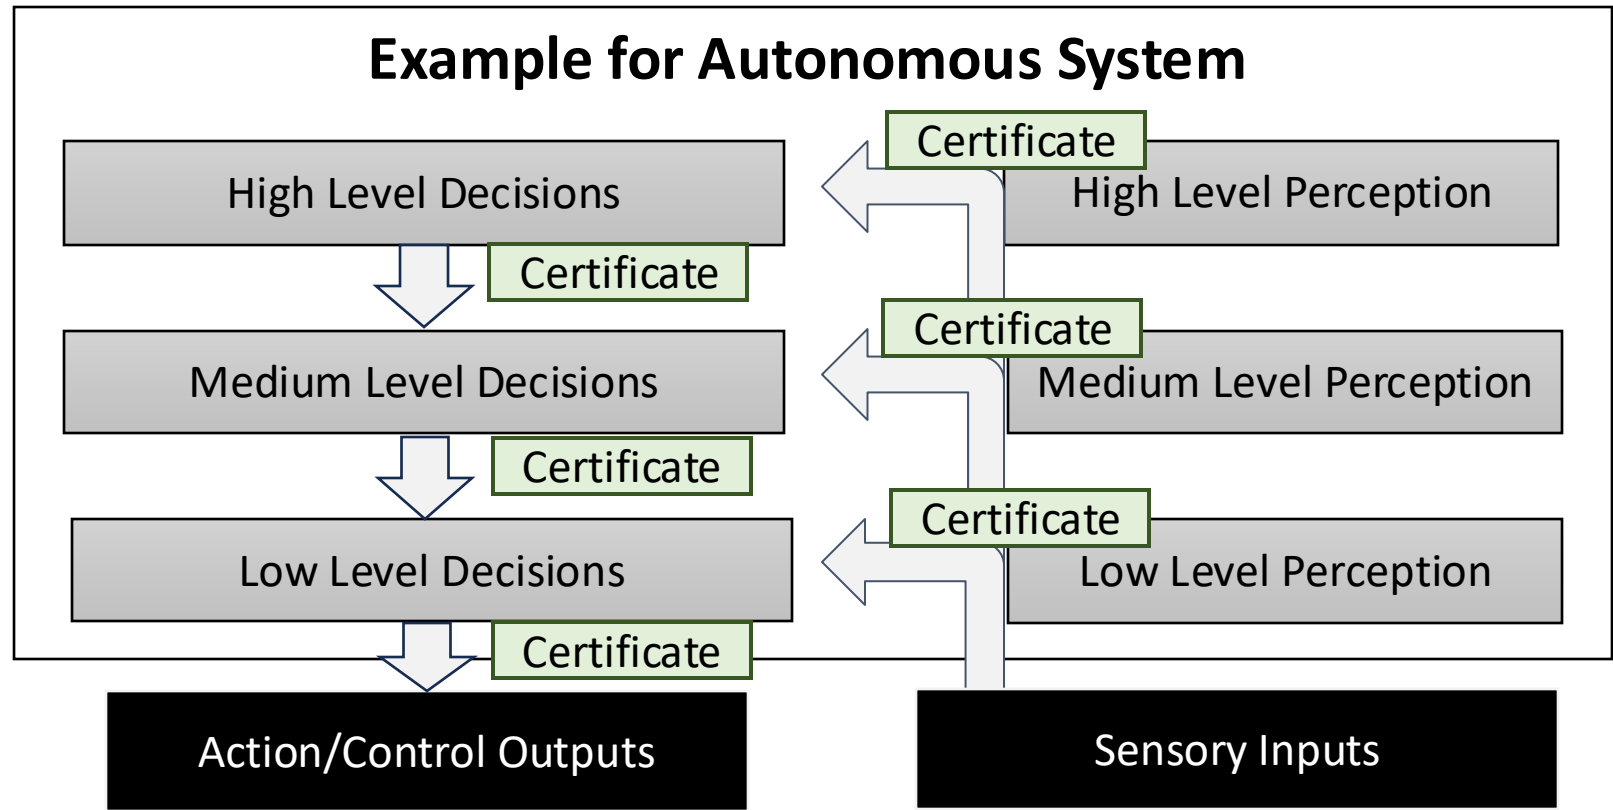 Example for Autonomous System
Certificate
High Level Decisions
High Level Perception
Certificate
Certificate
Medium Level Decisions
Medium Level Perception
Certificate
Certificate
Low Level Decisions
Low Level Perception
Certificate
Action/Control Outputs
Sensory Inputs